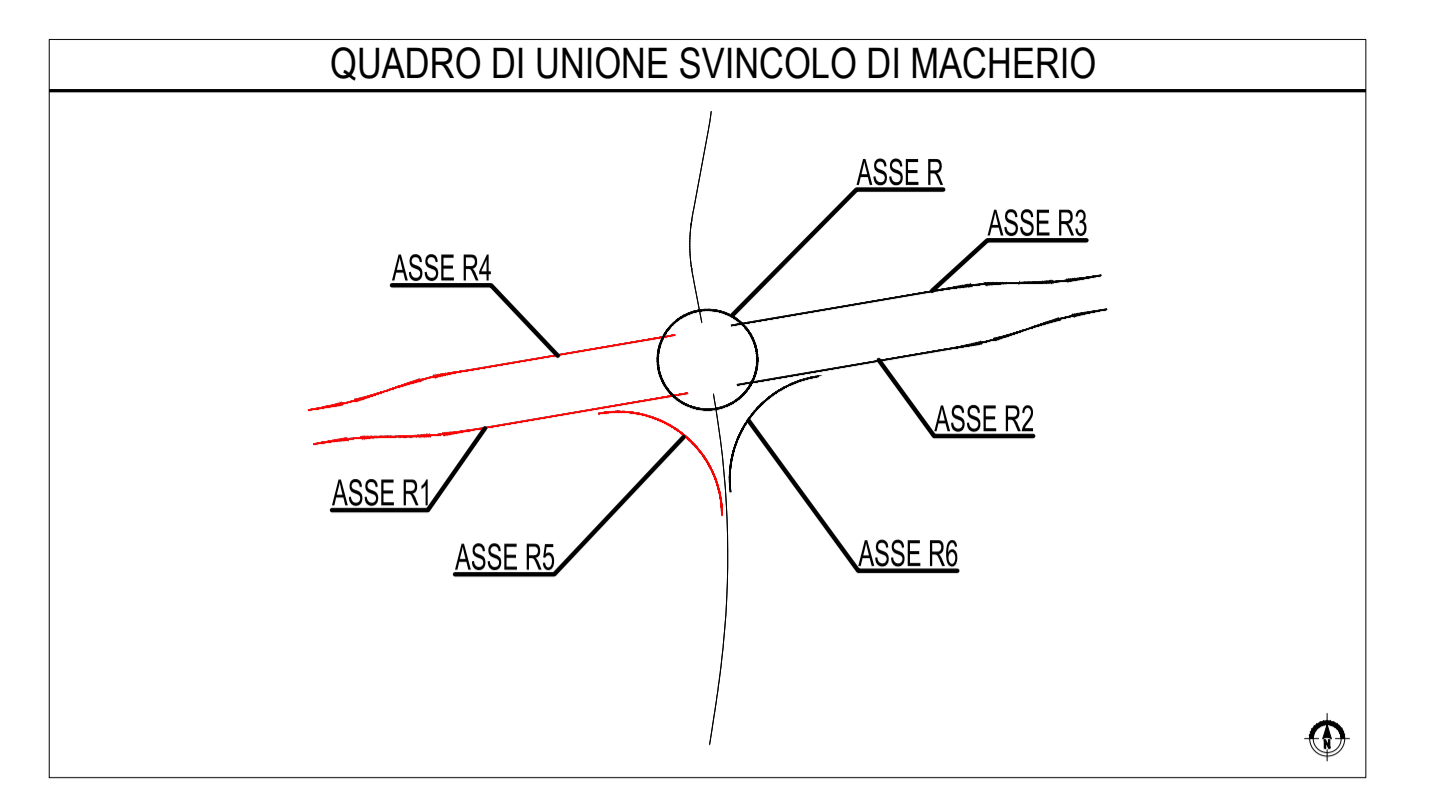 QUADRO DI UNIONE SVINCOLO DI MACHERIO
ASSE R
ASSE R3
ASSE R4
ASSE R2
ASSE R1
ASSE R5
ASSE R6
N